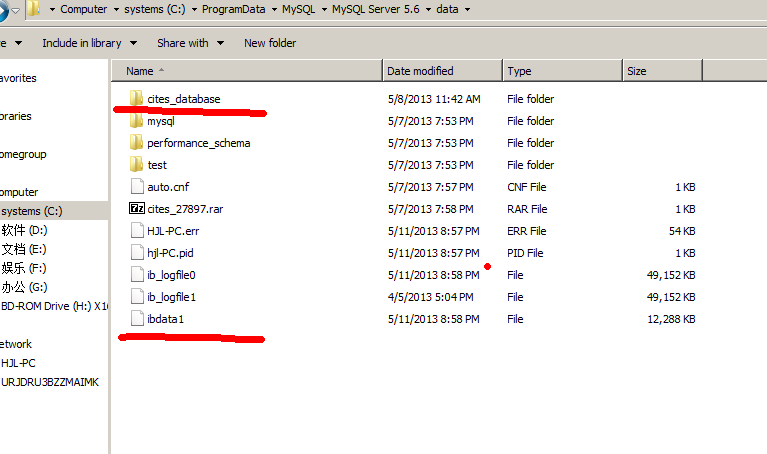 Computer systems (C:) ProgramData MySQL MySQL Server 5.6 data
re Include in library Share with New folder
Name Date modified Type Size
avorites
cites_database 5/8/2013 11:42 AM File folder
braries
mysql 5/7/2013 7:53 PM File folder
performance_schema 5/7/2013 7:53 PM File folder
omegroup
test 5/7/2013 7:53 PM File folder
auto.cnf 5/7/2013 7:57 PM CNF File 1 KB
omputer
systems (C:)
cites_27897.rar 5/7/2013 7:58 PM RAR File 1 KB
软件 (D:)
HJL-PC.err 5/11/2013 8:57 PM ERR File 54 KB
文档 (E:)
hjl-PC.pid 5/11/2013 8:57 PM PID File 1 KB
娱乐 (F:)
ib_logfile0 5/11/2013 8:58 PM File 49,152 KB
办公 (G:)
ib_logfile1 4/5/2013 5:04 PM File 49,152 KB
BD-ROM Drive (H:) X16
ibdata1 5/11/2013 8:58 PM File 12,288 KB
etwork
HJL-PC
URJDRU3BZZMAIMK